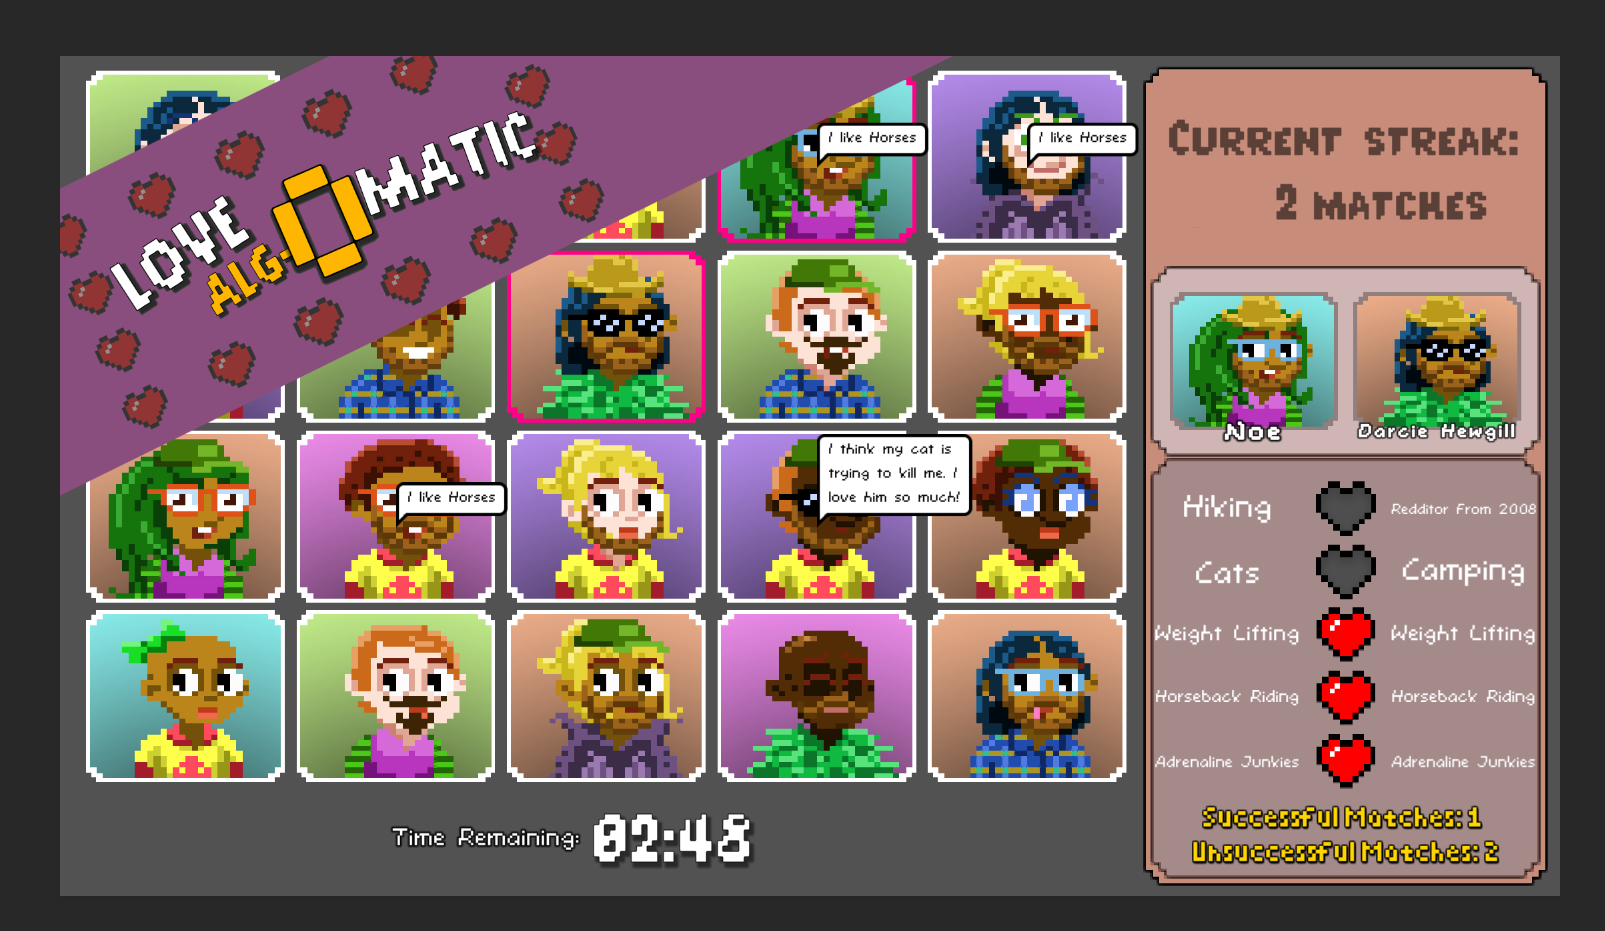 LOVE
ALG-O-MATIC
I like Horses
I like Horses
I like Horses
I think my cat is
trying to kill me. I
love him so much!
Time Remaining: 02:48
Current streak:
2 matches
Noe
Darcie Hewgill
Hiking
Redditor From 2008
Cats
Camping
Weight Lifting
Weight Lifting
Horseback Riding
Horseback Riding
Adrenaline Junkies
Adrenaline Junkies
Successful Matches: 1
Unsuccessful Matches: 2